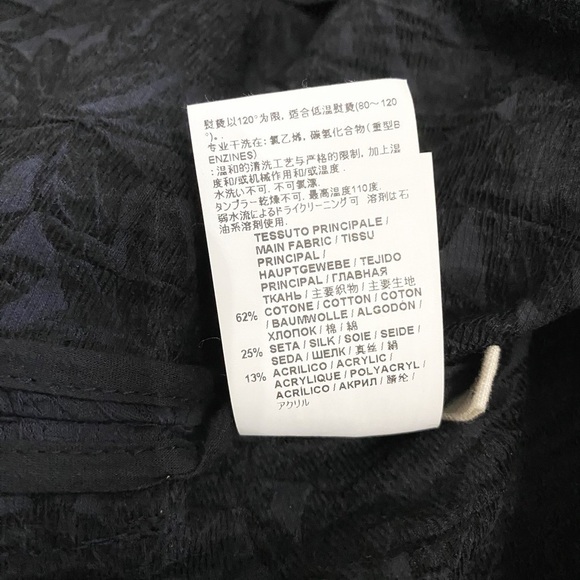 熨燙以120°为限, 适合低温熨燙(80～120
°)。.
专业干洗在: 氯乙烯, 碳氢化合物 (重型B
ENZINES)
: 温和的清洗工艺与严格的限制, 加上湿
度和/或机械作用和/或温度.
水洗い不可. 不可氯漂.
タンブラー乾燥不可. 最高温度110度.
弱水流によるドライクリーニング可 溶剤は石
油系溶剤使用.
TESSUTO PRINCIPALE /
MAIN FABRIC / TISSU
PRINCIPAL /
HAUPTGEWEBE / TEJIDO
PRINCIPAL / ГЛАВНАЯ
ТКАНЬ / 主要織物 / 主要生地
62% COTONE / COTTON / COTON
/ BAUMWOLLE / ALGODÓN /
ХЛОПОК / 棉 / 綿
25% SETA / SILK / SOIE / SEIDE /
SEDA / ШЕЛК / 真丝 / 絹
13% ACRILICO / ACRYLIC /
ACRYLIQUE / POLYACRYL /
ACRÍLICO / АКРИЛ / 腈纶 /
アクリル